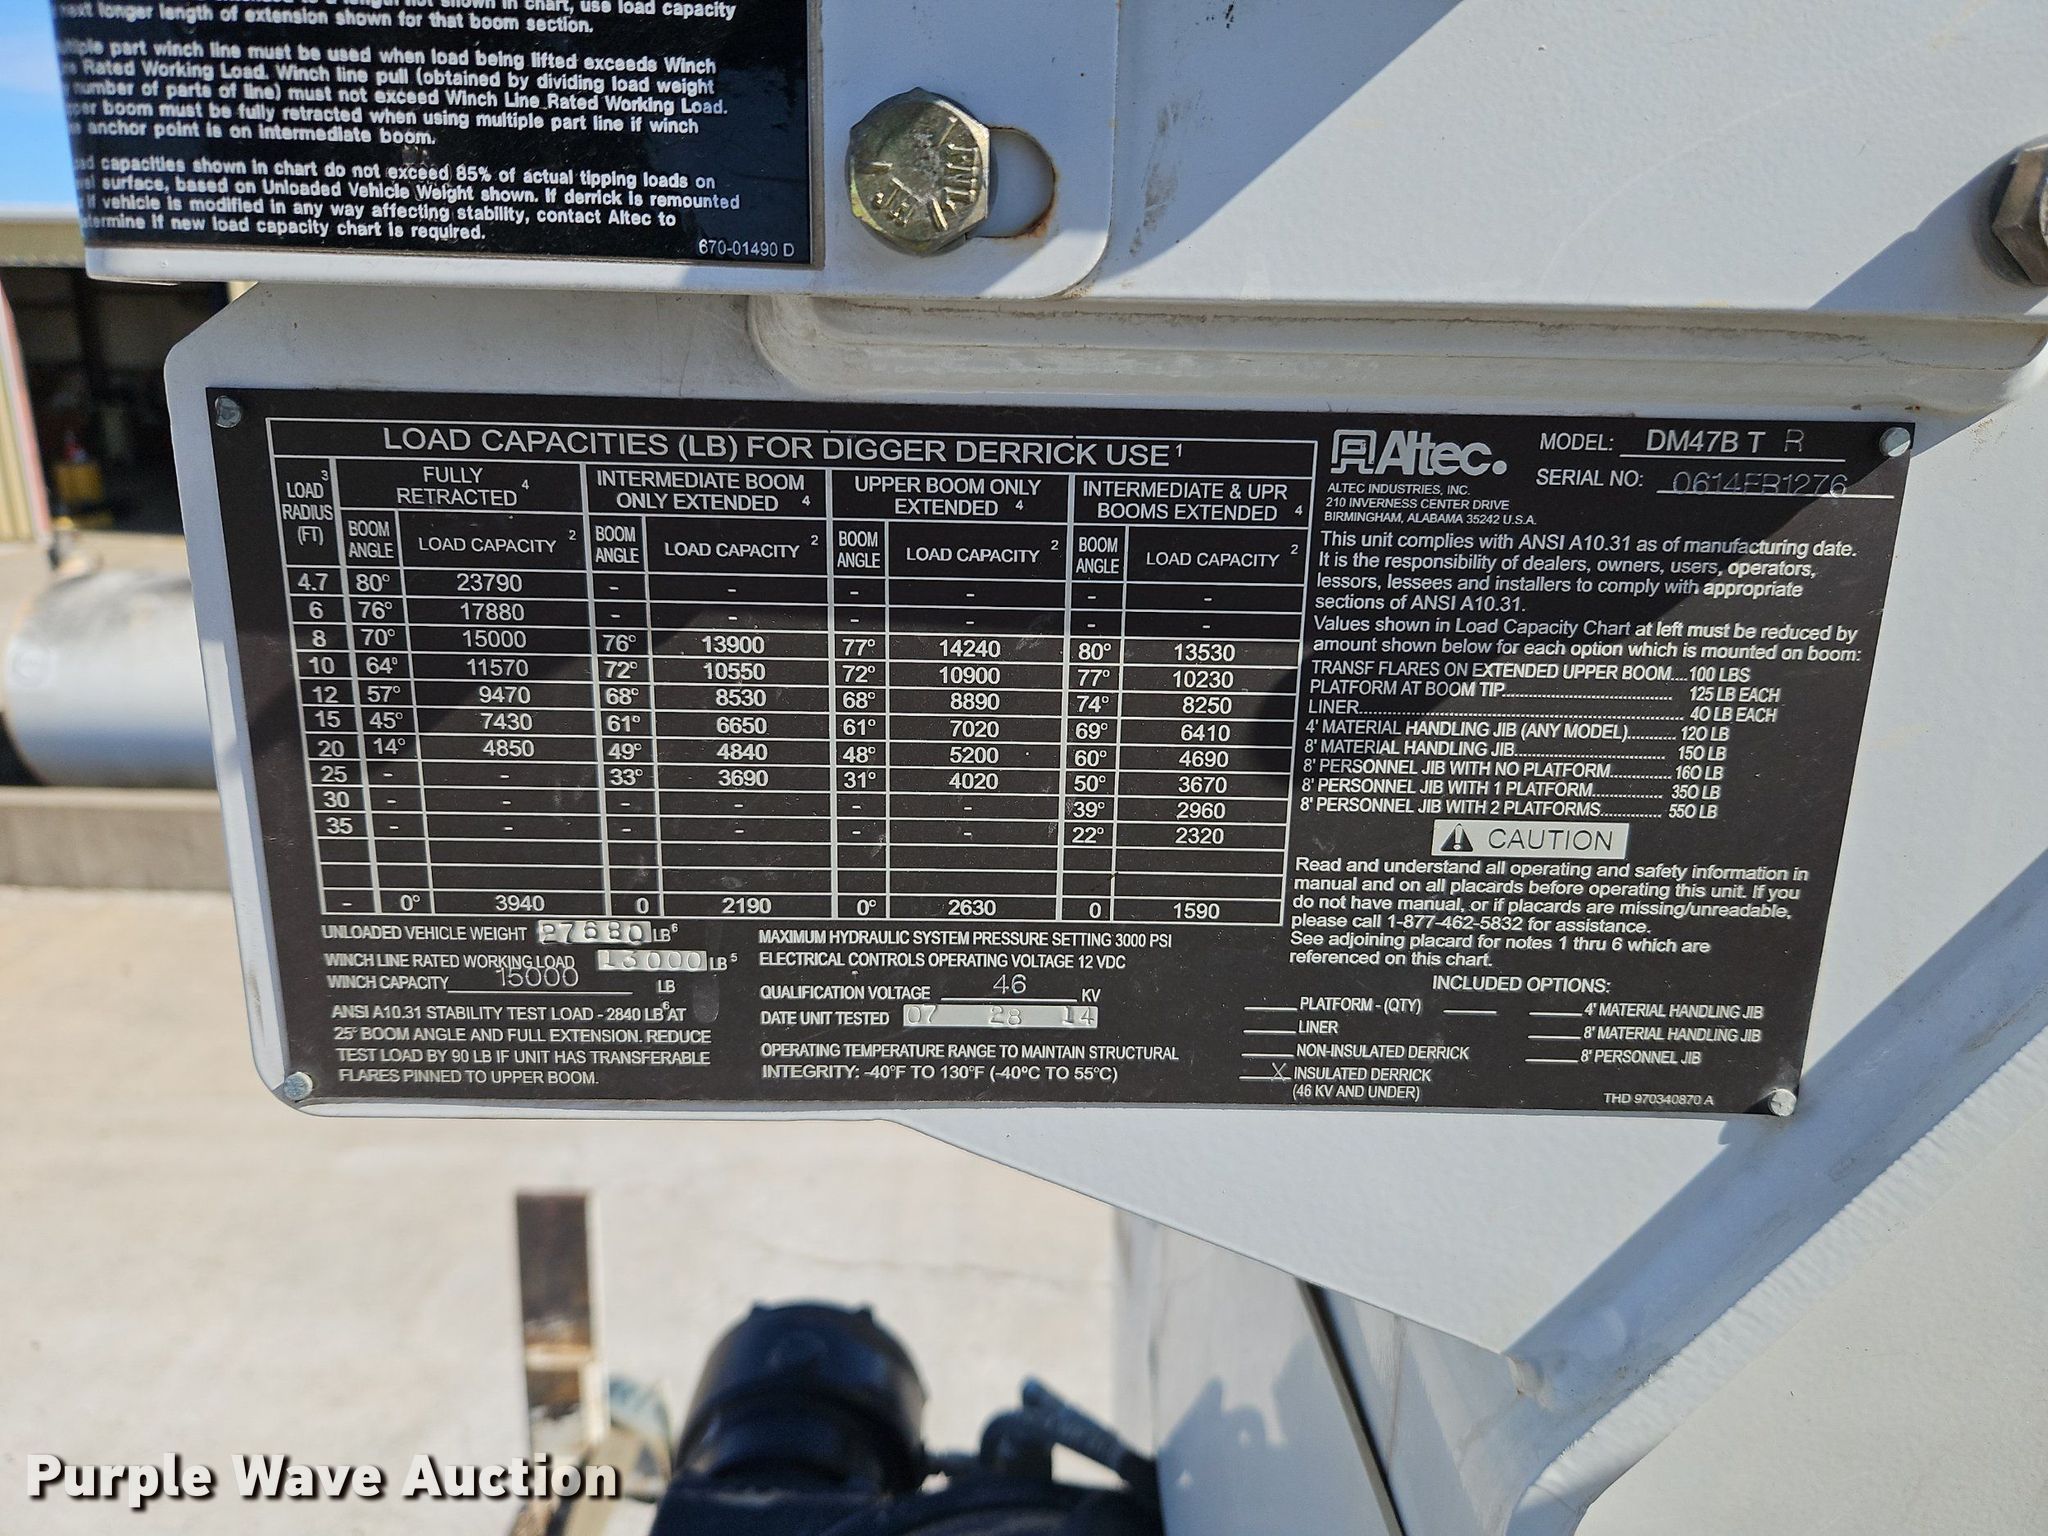 in chart, use load capacity
next longer length of extension shown for that boom section.
part winch line must be used when load being lifted exceeds Winch
Rated Working Load. Winch line pull (obtained by dividing load weight
number of parts of line) must not exceed Winch Line Rated Working Load.
boom must be fully retracted when using multiple part line if winch
anchor point is on intermediate boom.
capacities shown in chart do not exceed 85% of actual tipping loads on
surface, based on Unloaded Vehicle Weight shown. If derrick is remounted
if vehicle is modified in any way affecting stability, contact Altec to
determine if new load capacity chart is required.
670-01490 D
LOAD CAPACITIES (LB) FOR DIGGER DERRICK USE 1
LOAD RADIUS (FT) 3 FULLY RETRACTED 4 INTERMEDIATE BOOM ONLY EXTENDED 4 UPPER BOOM ONLY EXTENDED 4 INTERMEDIATE & UPR BOOMS EXTENDED 4
BOOM ANGLE LOAD CAPACITY 2 BOOM ANGLE LOAD CAPACITY 2 BOOM ANGLE LOAD CAPACITY 2 BOOM ANGLE LOAD CAPACITY 2
4.7 80° 23790 - - - - - -
6 76° 17880 - - - - - -
8 70° 15000 76° 13900 77° 14240 80° 13530
10 64° 11570 72° 10550 72° 10900 77° 10230
12 57° 9470 68° 8530 68° 8890 74° 8250
15 45° 7430 61° 6650 61° 7020 69° 6410
20 14° 4850 49° 4840 48° 5200 60° 4690
25 - - 33° 3690 31° 4020 50° 3670
30 - - - - - - 39° 2960
35 - - - - - - 22° 2320
- 0° 3940 0 2190 0° 2630 0 1590
UNLOADED VEHICLE WEIGHT 27680 LB 6
WINCH LINE RATED WORKING LOAD 13000 LB 5
WINCH CAPACITY 15000 LB
ANSI A10.31 STABILITY TEST LOAD - 2840 LB 6 AT
25° BOOM ANGLE AND FULL EXTENSION. REDUCE
TEST LOAD BY 90 LB IF UNIT HAS TRANSFERABLE
FLARES PINNED TO UPPER BOOM.
MAXIMUM HYDRAULIC SYSTEM PRESSURE SETTING 3000 PSI
ELECTRICAL CONTROLS OPERATING VOLTAGE 12 VDC
QUALIFICATION VOLTAGE 46 KV
DATE UNIT TESTED 07 28 14
OPERATING TEMPERATURE RANGE TO MAINTAIN STRUCTURAL
INTEGRITY: -40°F TO 130°F (-40°C TO 55°C)
Altec.
MODEL: DM47B T R
SERIAL NO: 0614FR1276
ALTEC INDUSTRIES, INC.
210 INVERNESS CENTER DRIVE
BIRMINGHAM, ALABAMA 35242 U.S.A.
This unit complies with ANSI A10.31 as of manufacturing date.
It is the responsibility of dealers, owners, users, operators,
lessors, lessees and installers to comply with appropriate
sections of ANSI A10.31.
Values shown in Load Capacity Chart at left must be reduced by
amount shown below for each option which is mounted on boom:
TRANSF FLARES ON EXTENDED UPPER BOOM....100 LBS
PLATFORM AT BOOM TIP....125 LB EACH
LINER....40 LB EACH
4' MATERIAL HANDLING JIB (ANY MODEL)....120 LB
8' MATERIAL HANDLING JIB....150 LB
8' PERSONNEL JIB WITH NO PLATFORM....160 LB
8' PERSONNEL JIB WITH 1 PLATFORM....350 LB
8' PERSONNEL JIB WITH 2 PLATFORMS....550 LB
CAUTION
Read and understand all operating and safety information in
manual and on all placards before operating this unit. If you
do not have manual, or if placards are missing/unreadable,
please call 1-877-462-5832 for assistance.
See adjoining placard for notes 1 thru 6 which are
referenced on this chart.
INCLUDED OPTIONS:
PLATFORM - (QTY)
LINER
NON-INSULATED DERRICK
X INSULATED DERRICK
(46 KV AND UNDER)
4' MATERIAL HANDLING JIB
8' MATERIAL HANDLING JIB
8' PERSONNEL JIB
THD 970340870 A
Purple Wave Auction